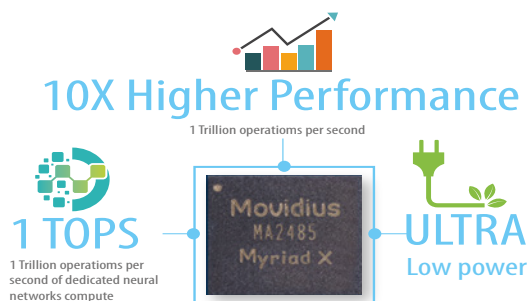 10X Higher Performance
1 Trillion operatioms per second
Movidius
MA2485
Myriad X
1 TOPS
1 Trillion operatioms per
second of dedicated neural
networks compute
ULTRA
Low power